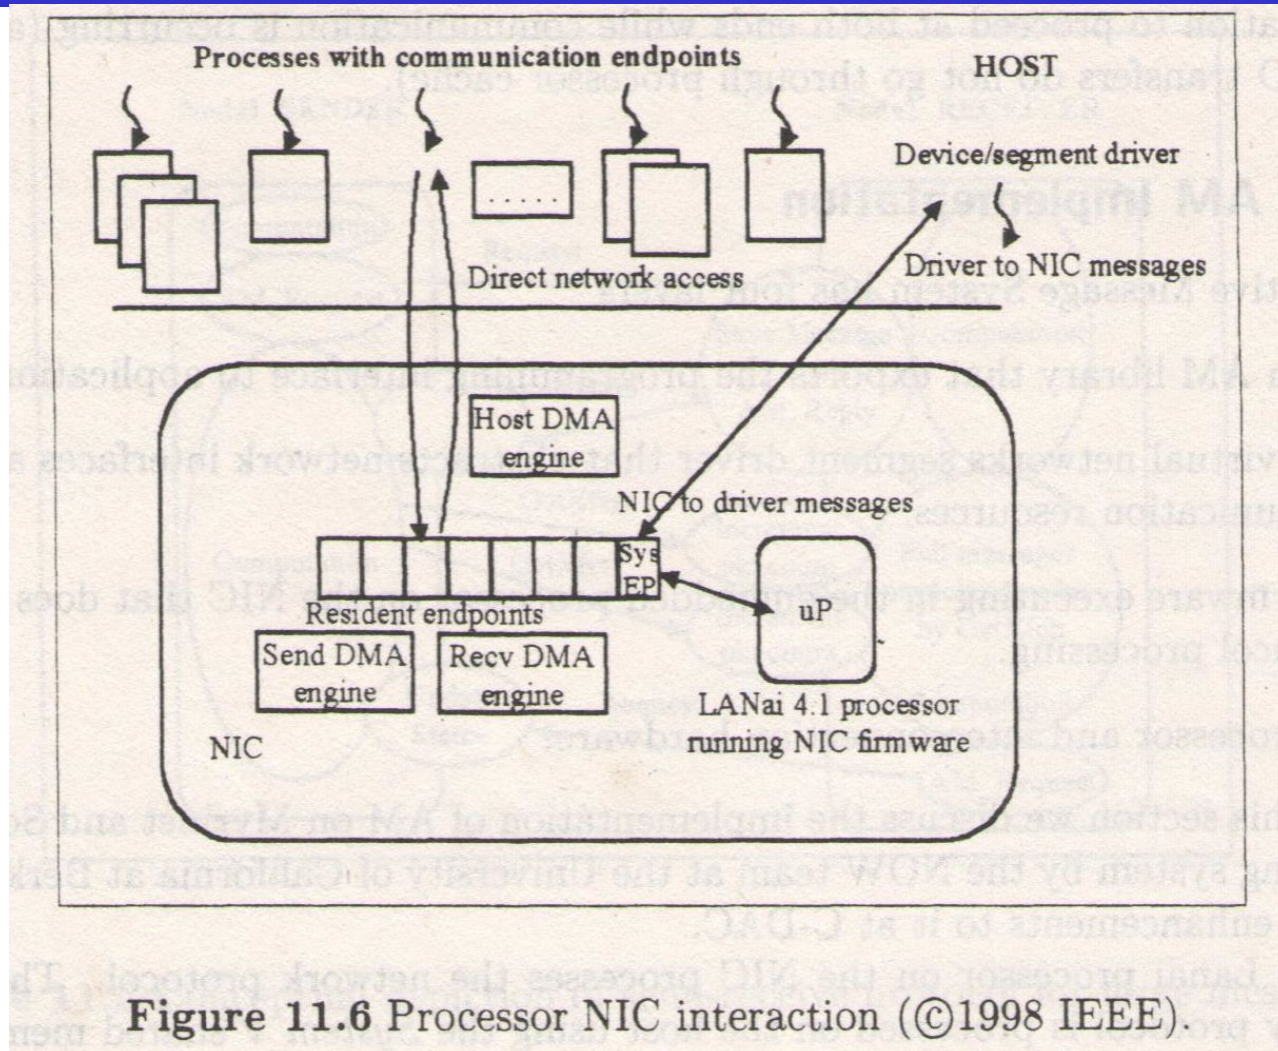 Processes with communication endpoints
HOST
Device/segment driver
.....
Direct network access
Driver to NIC messages
Host DMA
engine
NIC to driver messages
Sys
EP
uP
Resident endpoints
Send DMA
engine
Recv DMA
engine
LANai 4.1 processor
running NIC firmware
NIC
Figure 11.6 Processor NIC interaction (©1998 IEEE).